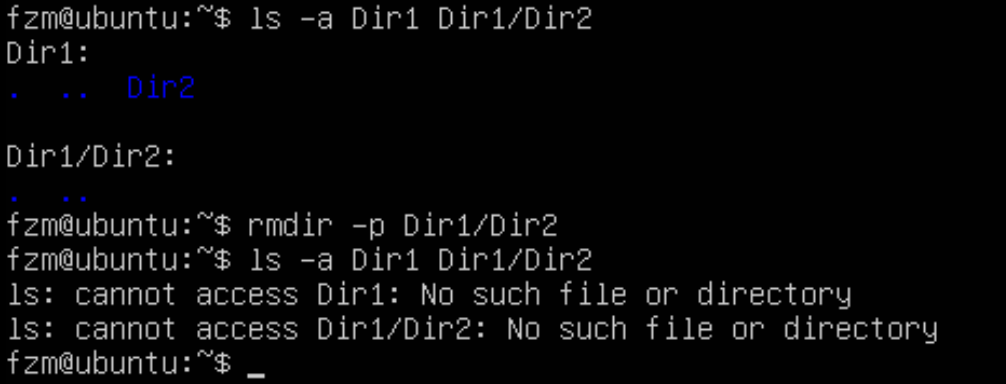 fzm@ubuntu:~$ ls -a Dir1 Dir1/Dir2
Dir1:
.  ..  Dir2

Dir1/Dir2:
.  ..
fzm@ubuntu:~$ rmdir -p Dir1/Dir2
fzm@ubuntu:~$ ls -a Dir1 Dir1/Dir2
ls: cannot access Dir1: No such file or directory
ls: cannot access Dir1/Dir2: No such file or directory
fzm@ubuntu:~$ _